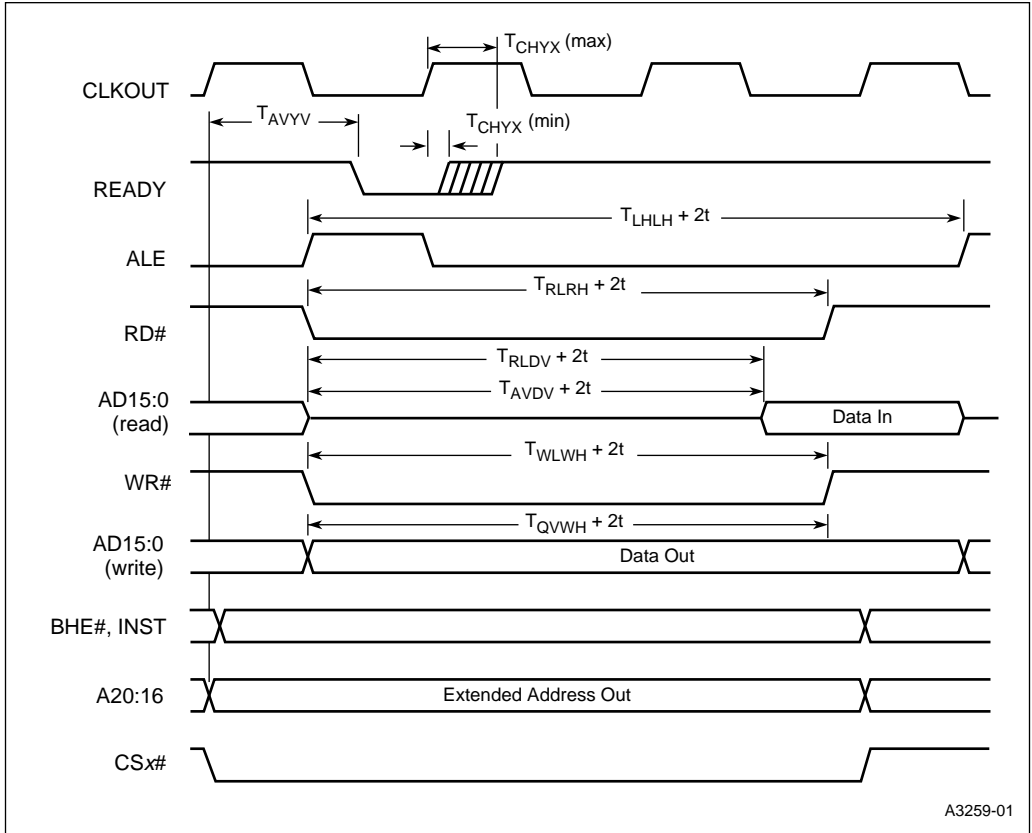 T_CHYX (max)
CLKOUT
T_AVYV
T_CHYX (min)
READY
T_LHLH + 2t
ALE
T_RLRH + 2t
RD#
T_RLDV + 2t
T_AVDV + 2t
AD15:0
(read)
Data In
T_WLWH + 2t
WR#
T_QVWH + 2t
AD15:0
(write)
Data Out
BHE#, INST
A20:16
Extended Address Out
CSx#
A3259-01